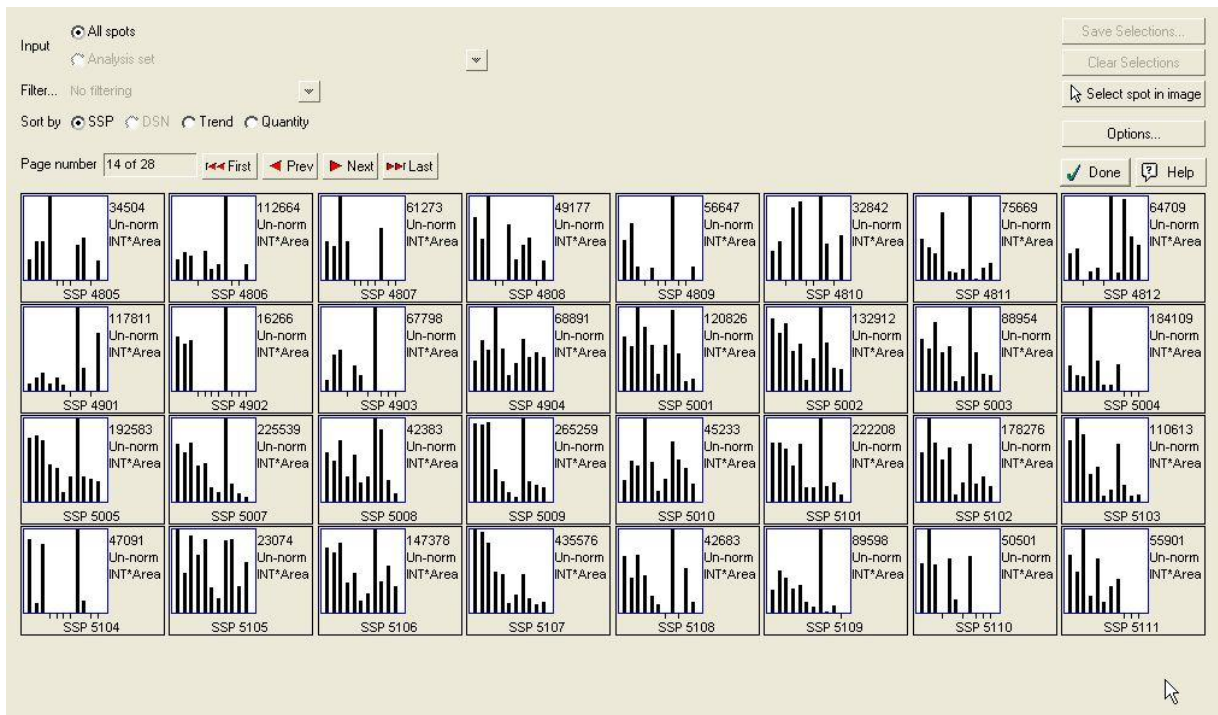 Input
All spots
Analysis set
Filter... No filtering
Sort by SSP DSN Trend Quantity
Page number 14 of 28 First Prev Next Last
Save Selections...
Clear Selections
Select spot in image
Options...
Done Help
34504 112664 61273 49177 56647 32842 75669 64709
Un-norm Un-norm Un-norm Un-norm Un-norm Un-norm Un-norm Un-norm
INT*Area INT*Area INT*Area INT*Area INT*Area INT*Area INT*Area INT*Area
SSP 4805 SSP 4806 SSP 4807 SSP 4808 SSP 4809 SSP 4810 SSP 4811 SSP 4812
117811 16266 67798 68891 120826 132912 88954 184109
Un-norm Un-norm Un-norm Un-norm Un-norm Un-norm Un-norm Un-norm
INT*Area INT*Area INT*Area INT*Area INT*Area INT*Area INT*Area INT*Area
SSP 4901 SSP 4902 SSP 4903 SSP 4904 SSP 5001 SSP 5002 SSP 5003 SSP 5004
192583 225539 42383 265259 45233 222208 178276 110613
Un-norm Un-norm Un-norm Un-norm Un-norm Un-norm Un-norm Un-norm
INT*Area INT*Area INT*Area INT*Area INT*Area INT*Area INT*Area INT*Area
SSP 5005 SSP 5007 SSP 5008 SSP 5009 SSP 5010 SSP 5101 SSP 5102 SSP 5103
47091 23074 147378 435576 42683 89598 50501 55901
Un-norm Un-norm Un-norm Un-norm Un-norm Un-norm Un-norm Un-norm
INT*Area INT*Area INT*Area INT*Area INT*Area INT*Area INT*Area INT*Area
SSP 5104 SSP 5105 SSP 5106 SSP 5107 SSP 5108 SSP 5109 SSP 5110 SSP 5111